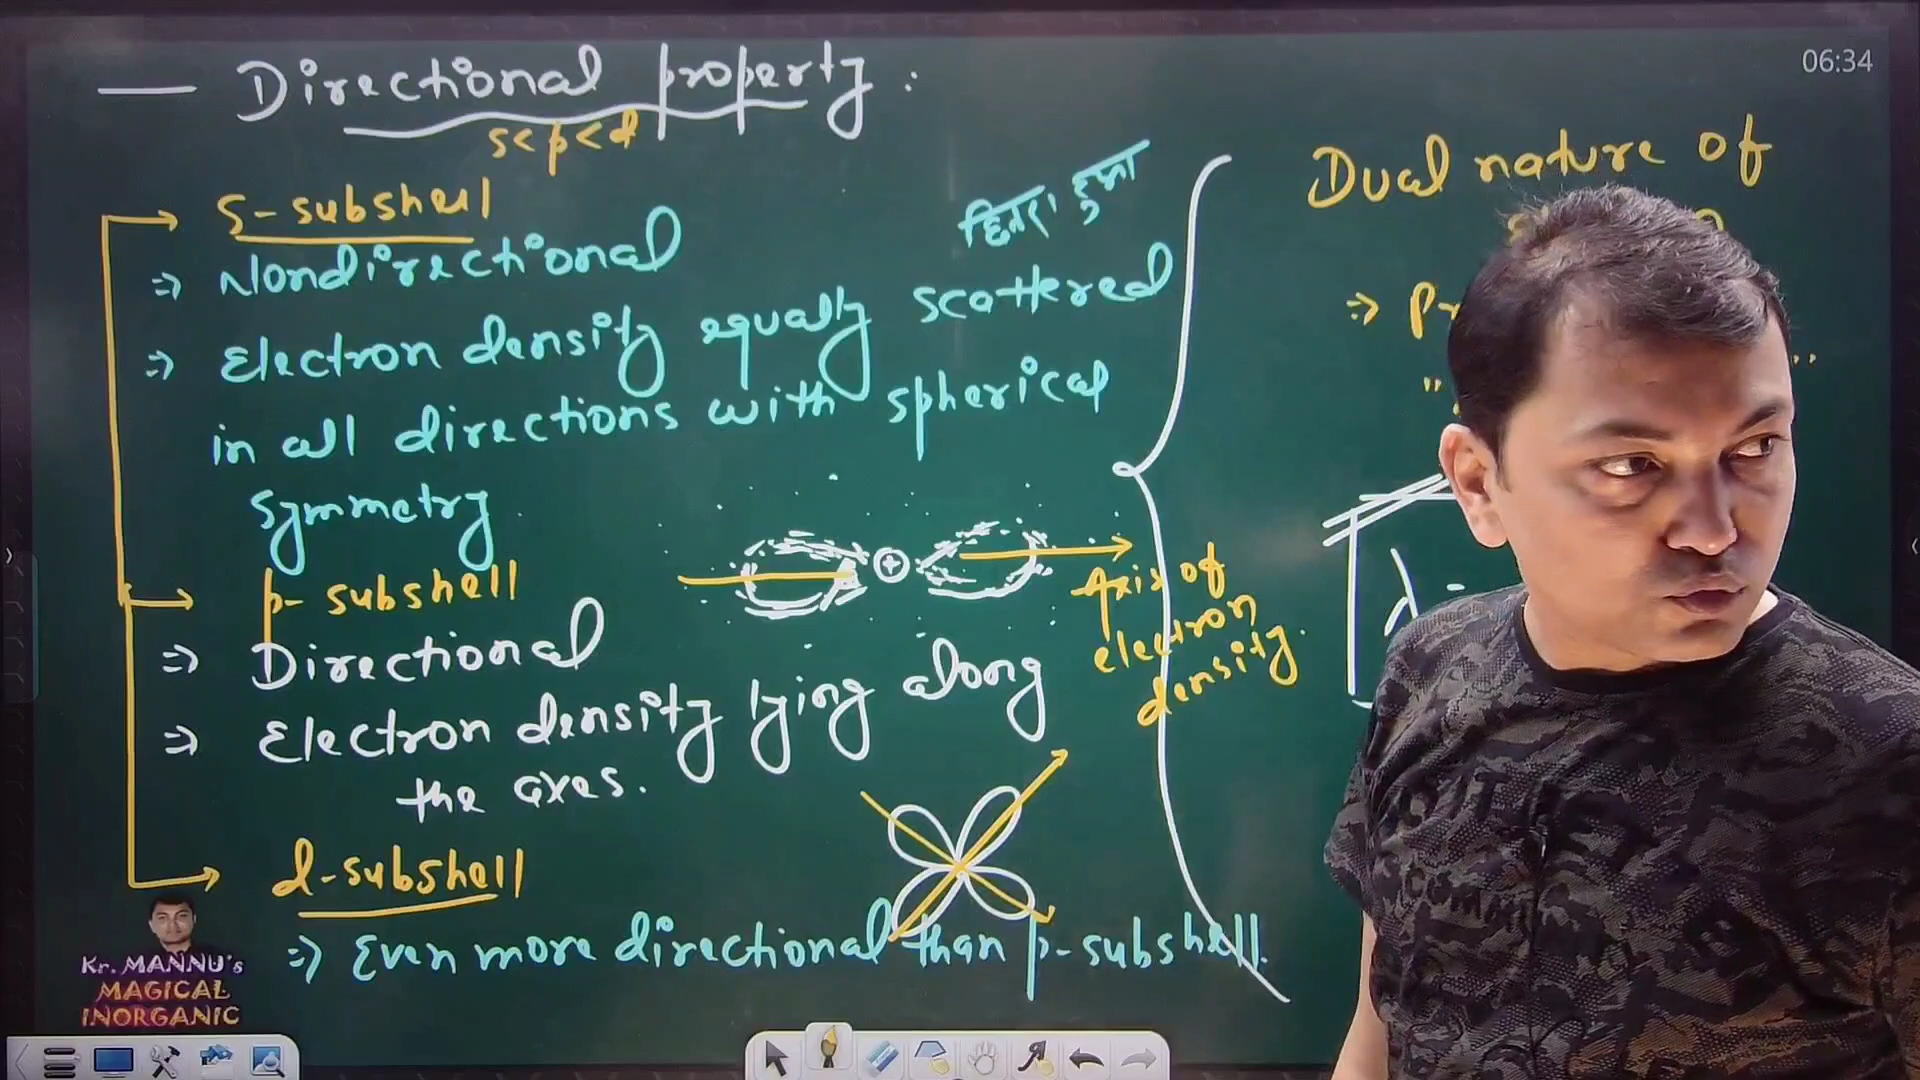 — Directional property:
s<p<d
s-subshell
⇒ Nondirectional
⇒ Electron density equally scattered
in all directions with spherical
symmetry.
p-subshell
⇒ Directional
⇒ Electron density lying along
the axes.
Axis of
electron
density.
d-subshell
⇒ Even more directional than p-subshell.
Dual nature of
06:34
λ
Kr. MANNU's
MAGICAL
INORGANIC